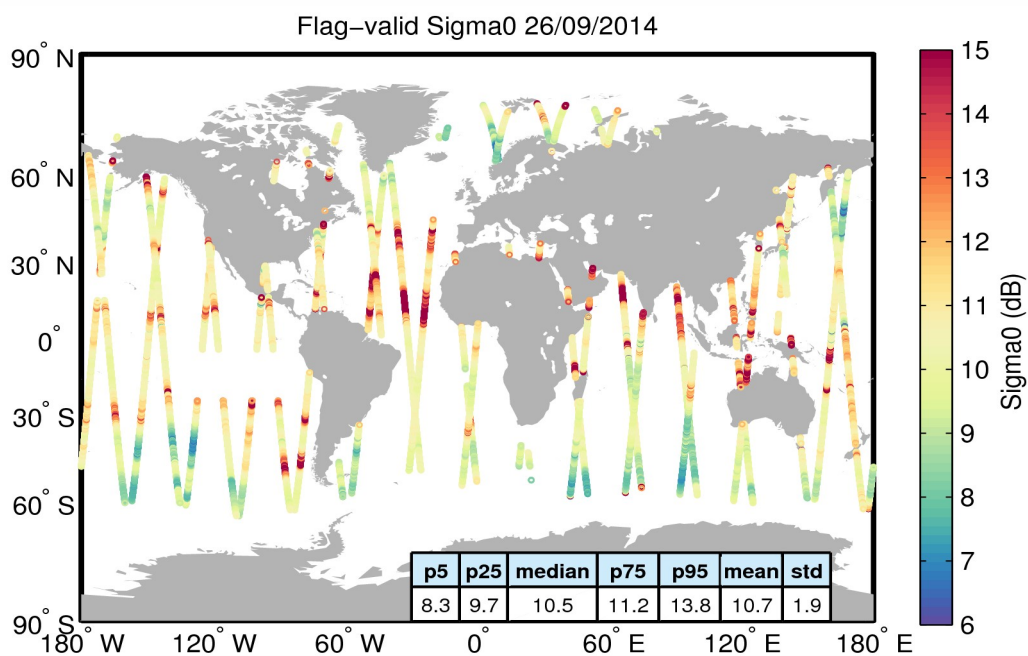 Flag−valid Sigma0 26/09/2014
90° N
60° N
30° N
0°
30° S
60° S
90° S
180° W
120° W
60° W
0°
60° E
120° E
180° E
p5 p25 median p75 p95 mean std
8.3 9.7 10.5 11.2 13.8 10.7 1.9
15
14
13
12
11
10
9
8
7
6
Sigma0 (dB)